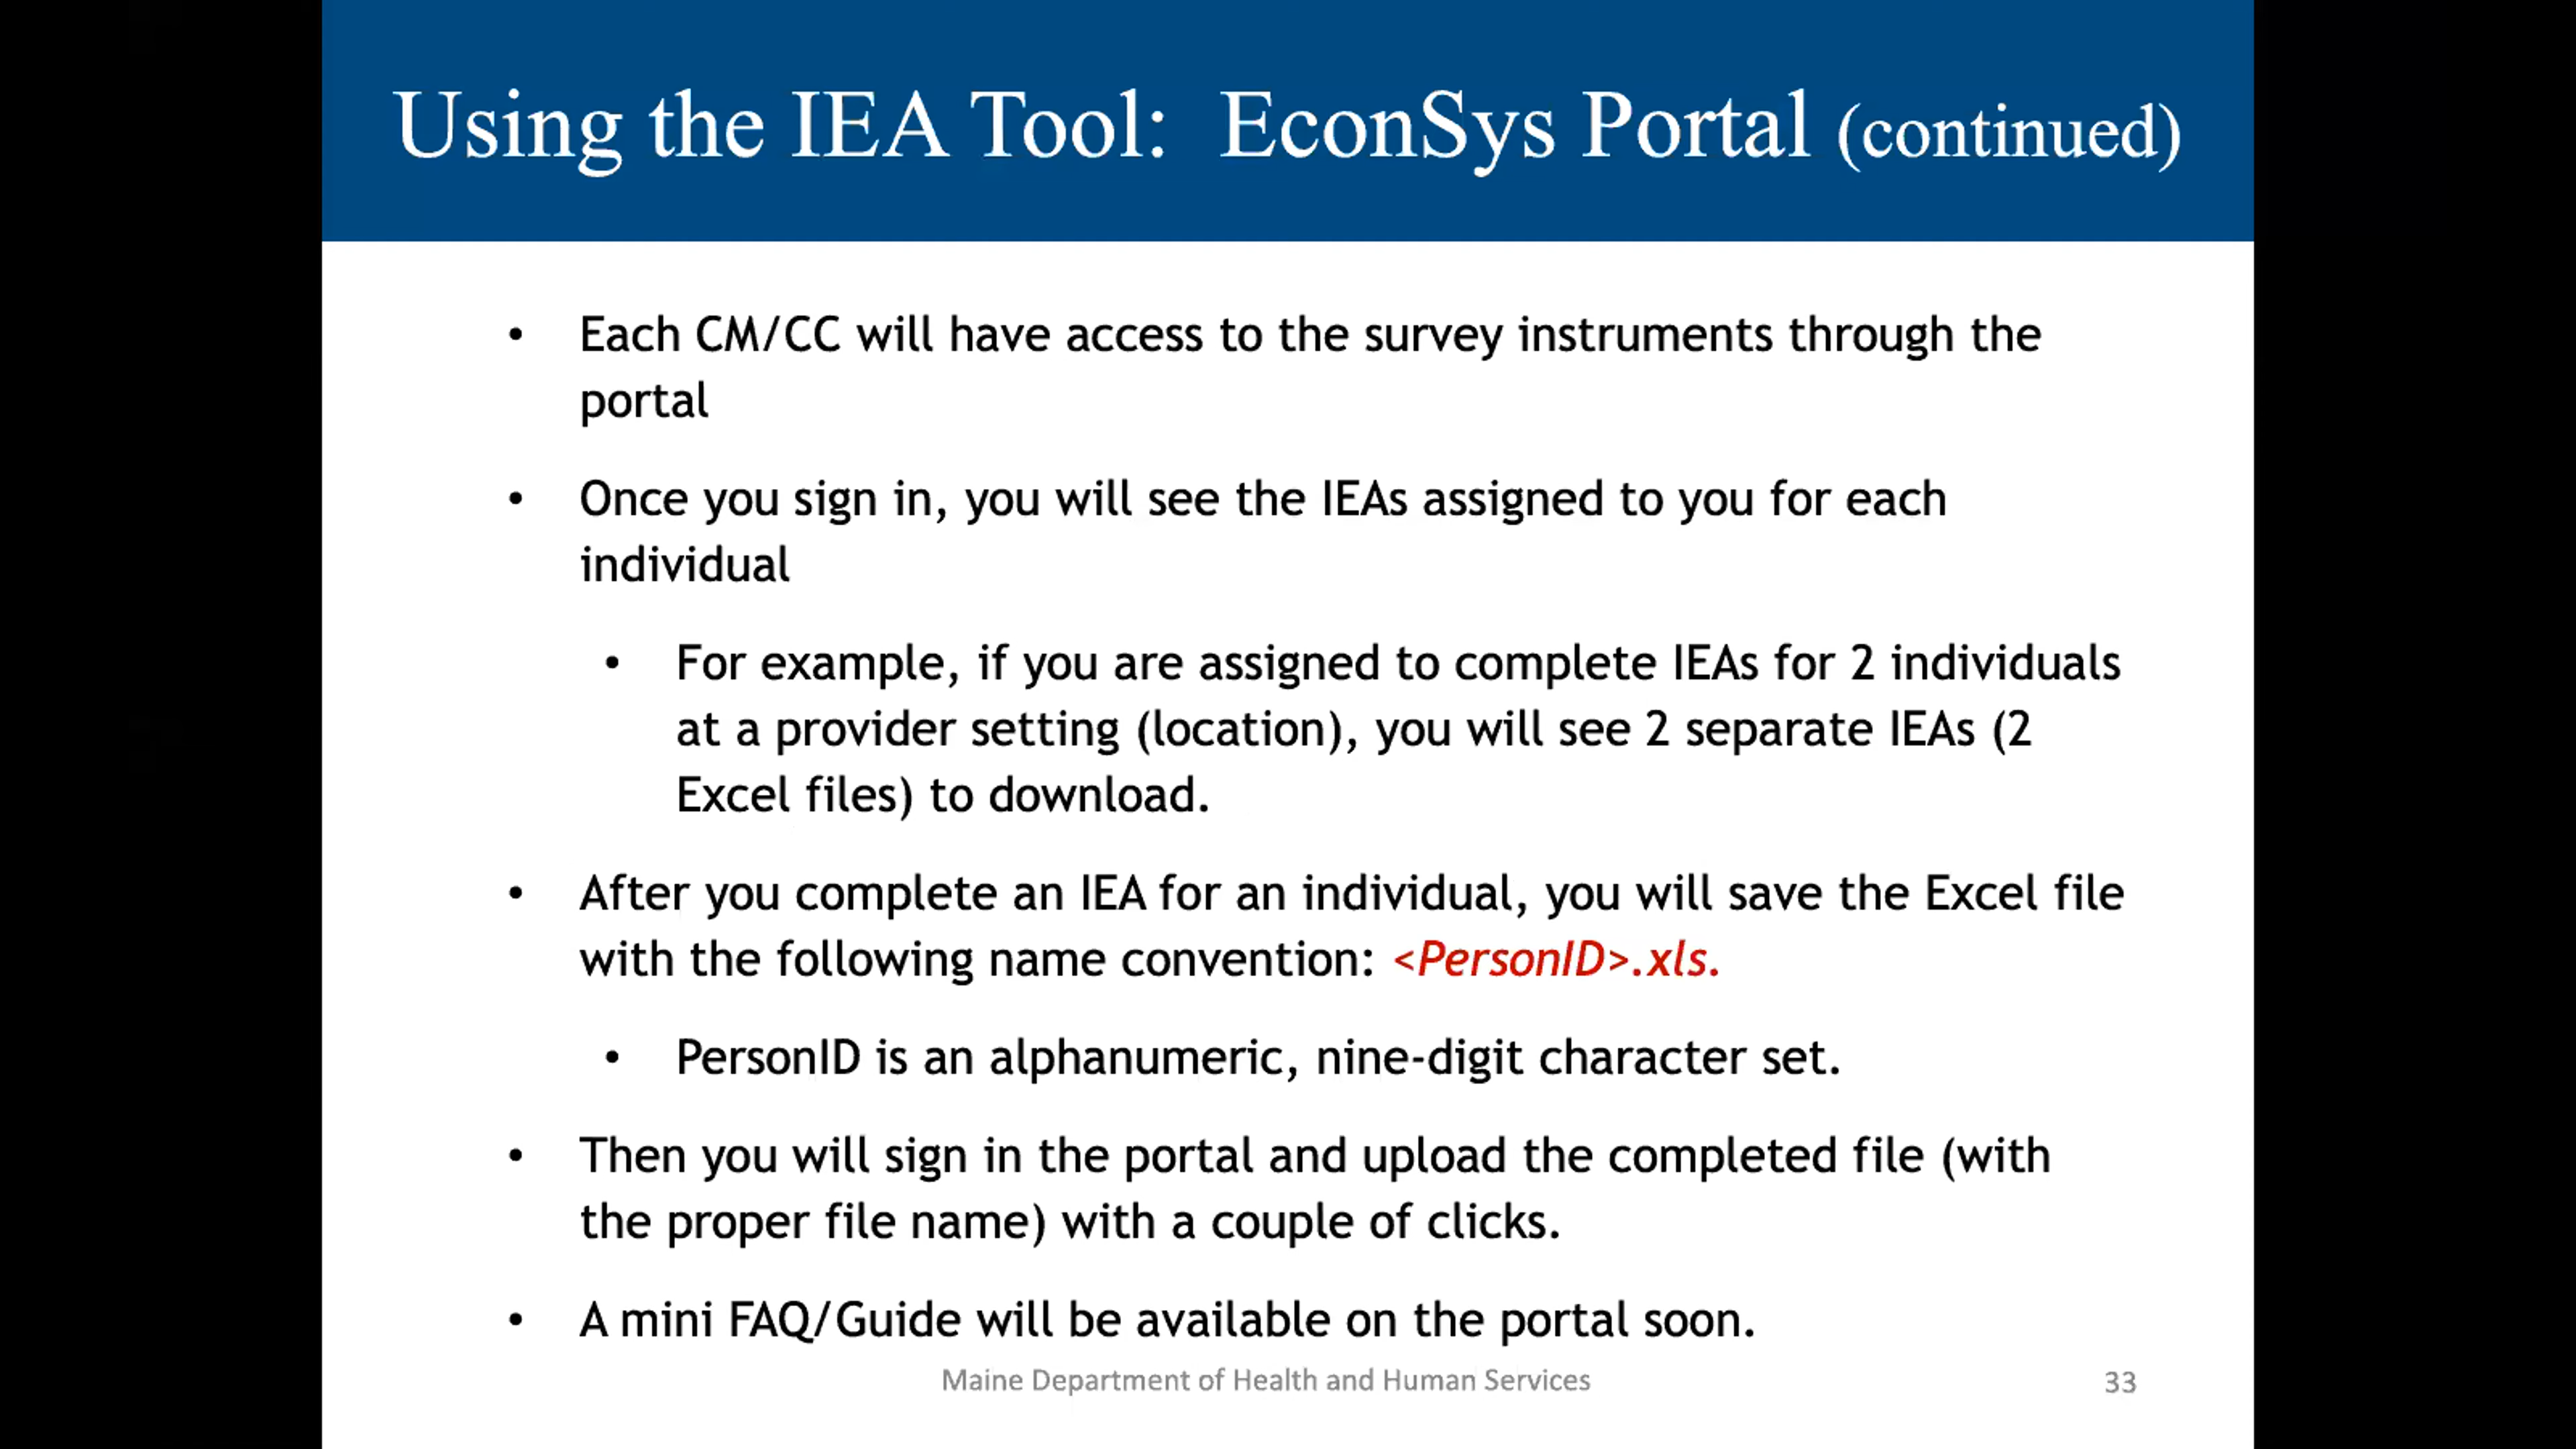 Using the IEA Tool:  EconSys Portal (continued)
• Each CM/CC will have access to the survey instruments through the
portal
• Once you sign in, you will see the IEAs assigned to you for each
individual
• For example, if you are assigned to complete IEAs for 2 individuals
at a provider setting (location), you will see 2 separate IEAs (2
Excel files) to download.
• After you complete an IEA for an individual, you will save the Excel file
with the following name convention: <PersonID>.xls.
• PersonID is an alphanumeric, nine-digit character set.
• Then you will sign in the portal and upload the completed file (with
the proper file name) with a couple of clicks.
• A mini FAQ/Guide will be available on the portal soon.
Maine Department of Health and Human Services
33